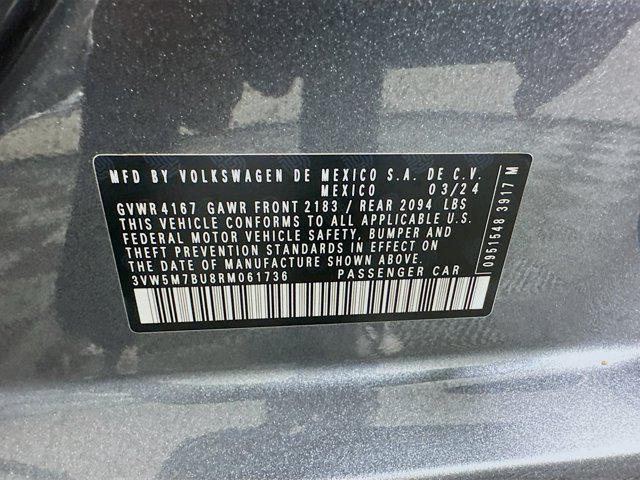 MFD BY VOLKSWAGEN DE MEXICO S.A. DE C.V.
MEXICO 03/24
GVWR 4167 GAWR FRONT 2183 / REAR 2094 LBS
THIS VEHICLE CONFORMS TO ALL APPLICABLE U.S.
FEDERAL MOTOR VEHICLE SAFETY, BUMPER AND
THEFT PREVENTION STANDARDS IN EFFECT ON
THE DATE OF MANUFACTURE SHOWN ABOVE.
3VW5M7BU8RM061736 PASSENGER CAR
0951548 3917 M